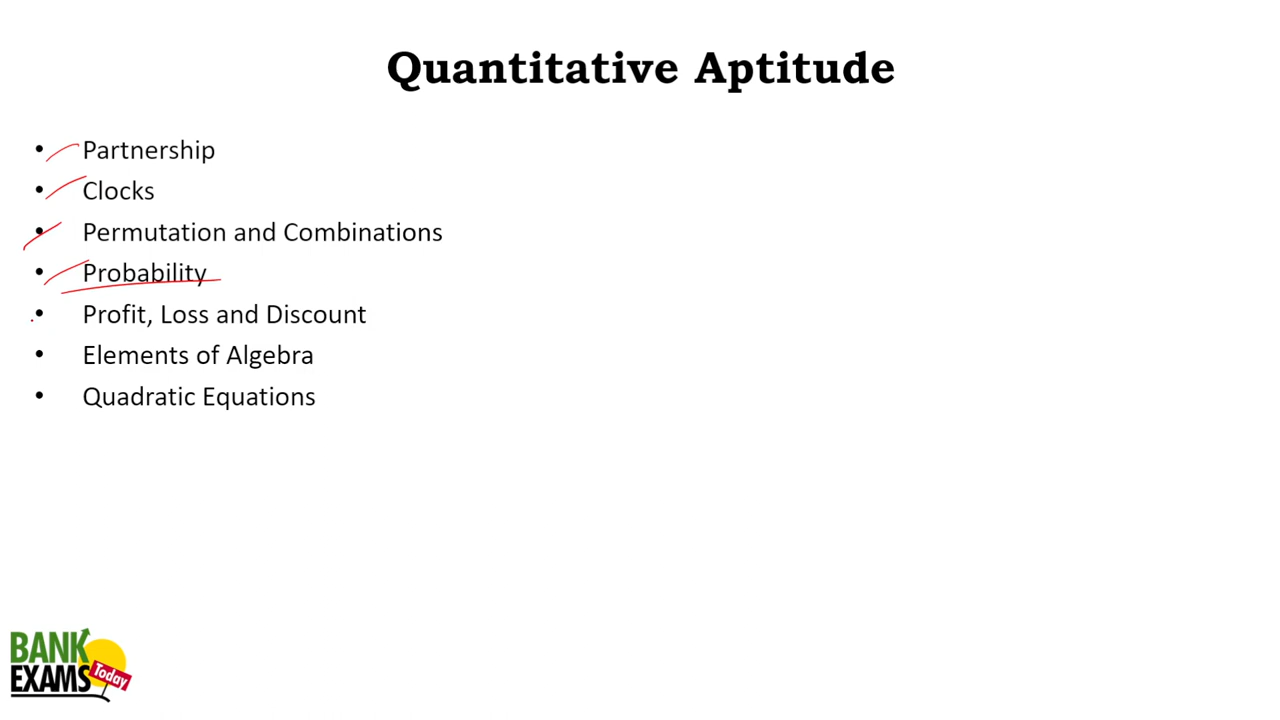 Quantitative Aptitude
• Partnership
• Clocks
• Permutation and Combinations
• Probability
• Profit, Loss and Discount
• Elements of Algebra
• Quadratic Equations
BANK
EXAMS Today